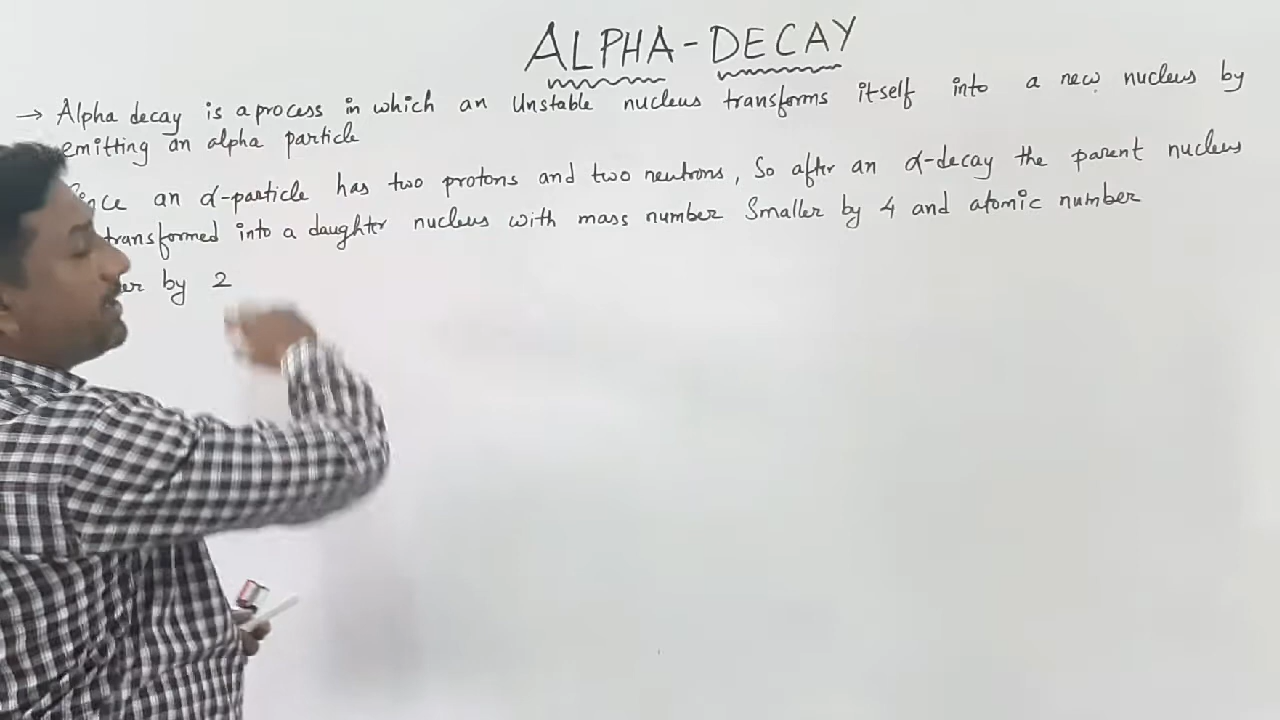 ALPHA-DECAY
→ Alpha decay is a process in which an Unstable nucleus transforms itself into a new nucleus by
emitting an alpha particle
an α-particle has two protons and two neutrons, So after an α-decay the parent nucleus
transformed into a daughter nucleus with mass number Smaller by 4 and atomic number
by 2